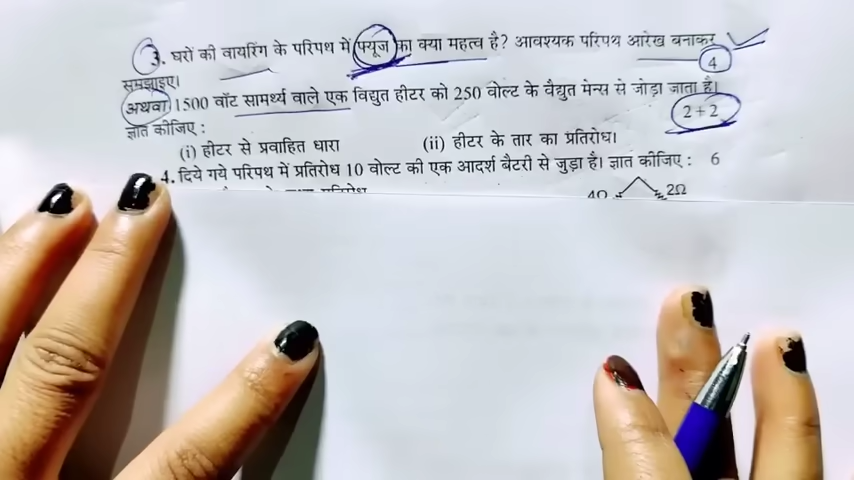 3. घरों की वायरिंग के परिपथ में फ्यूज का क्या महत्व है? आवश्यक परिपथ आरेख बनाकर
समझाइए। 4
अथवा 1500 वॉट सामर्थ्य वाले एक विद्युत हीटर को 250 वोल्ट के वैद्युत मेन्स से जोड़ा जाता है।
ज्ञात कीजिए : 2+2
(i) हीटर से प्रवाहित धारा (ii) हीटर के तार का प्रतिरोध।
4. दिये गये परिपथ में प्रतिरोध 10 वोल्ट की एक आदर्श बैटरी से जुड़ा है। ज्ञात कीजिए : 6
4Ω 2Ω